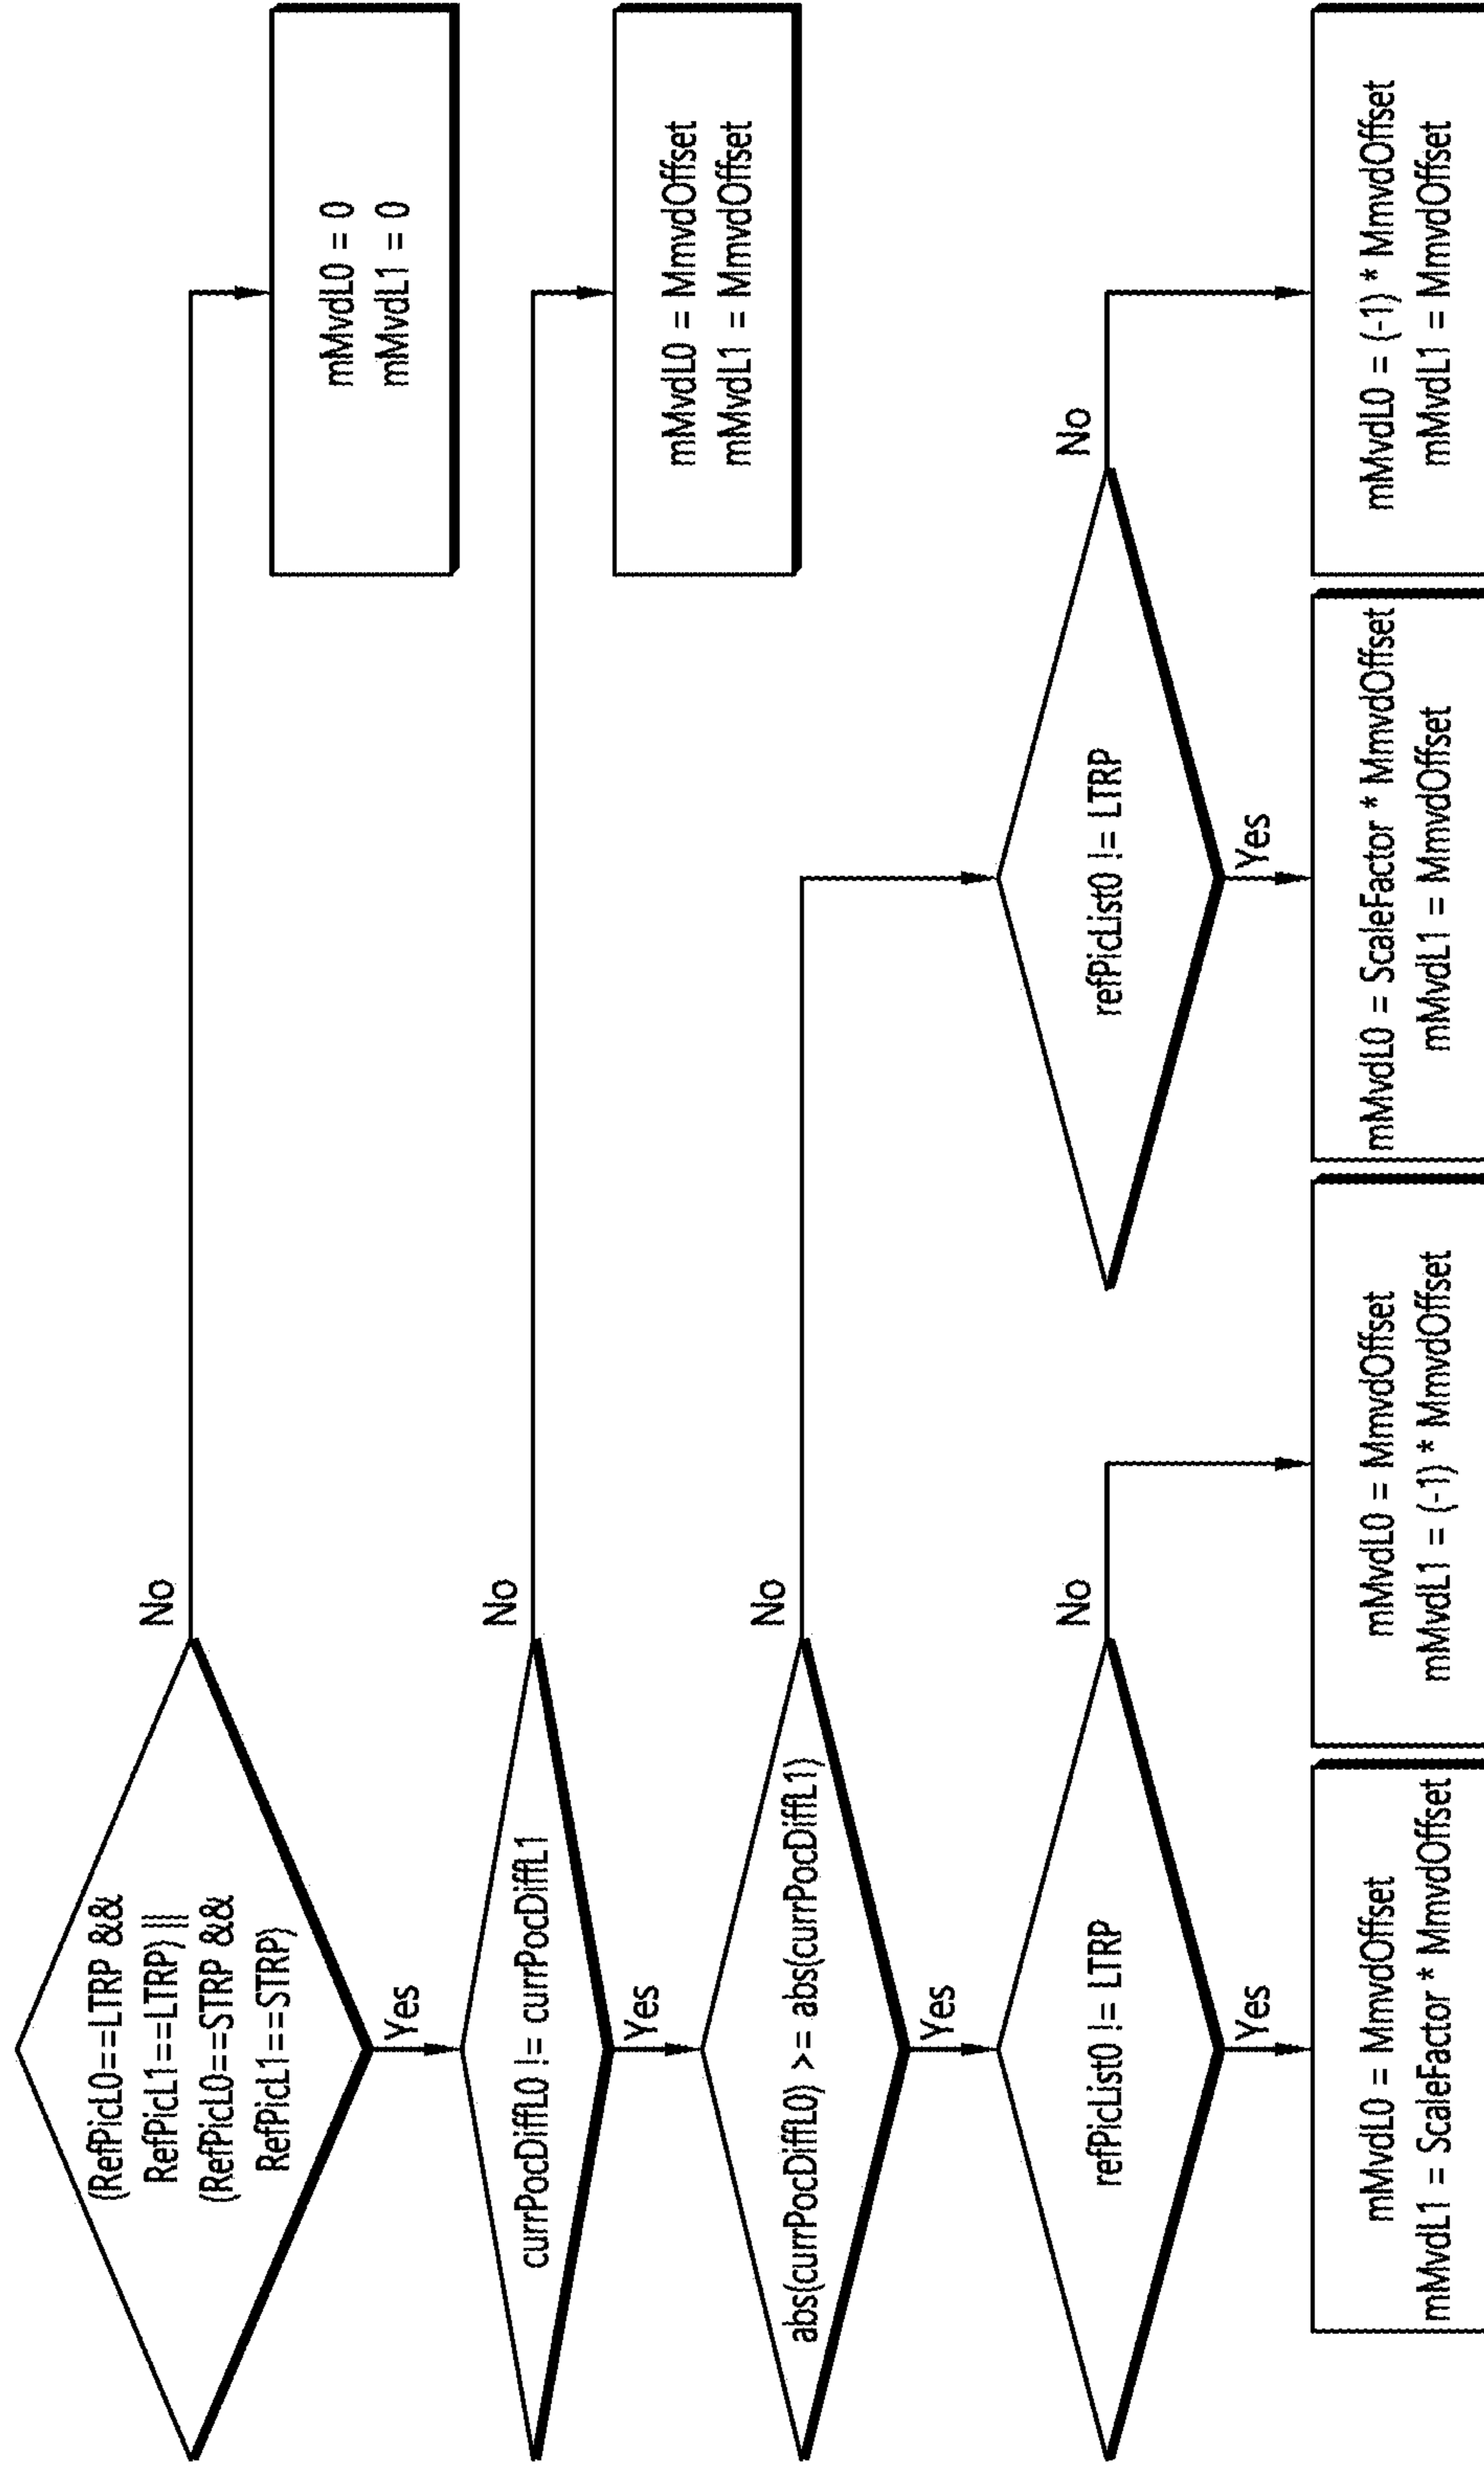 (RefPicL0==LTRP &&
RefPicL1==LTRP) ||
(RefPicL0==STRP &&
RefPicL1==STRP)
No
mMvdL0 = 0
mMvdL1 = 0
Yes
currPocDiffL0 != currPocDiffL1
No
mMvdL0 = MmvdOffset
mMvdL1 = MmvdOffset
Yes
abs(currPocDiffL0) >= abs(currPocDiffL1)
No
Yes
refPicList0 != LTRP
No
refPicList0 != LTRP
No
Yes
Yes
mMvdL0 = MmvdOffset
mMvdL1 = ScaleFactor * MmvdOffset
mMvdL0 = MmvdOffset
mMvdL1 = (-1) * MmvdOffset
mMvdL0 = ScaleFactor * MmvdOffset
mMvdL1 = MmvdOffset
mMvdL0 = (-1) * MmvdOffset
mMvdL1 = MmvdOffset